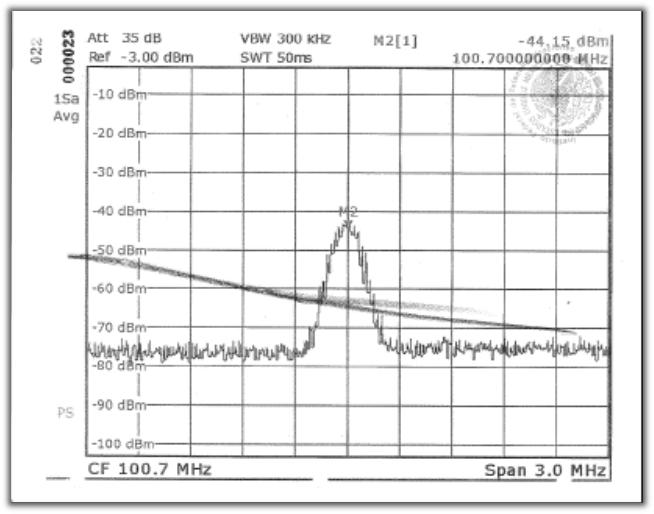 022
000023
Att 35 dB VBW 300 kHz M2[1] -44.15 dBm
Ref -3.00 dBm SWT 50ms 100.700000000 MHz
1Sa
Avg
-10 dBm
-20 dBm
-30 dBm
-40 dBm
M2
-50 dBm
-60 dBm
-70 dBm
-80 dBm
-90 dBm
PS
-100 dBm
CF 100.7 MHz Span 3.0 MHz